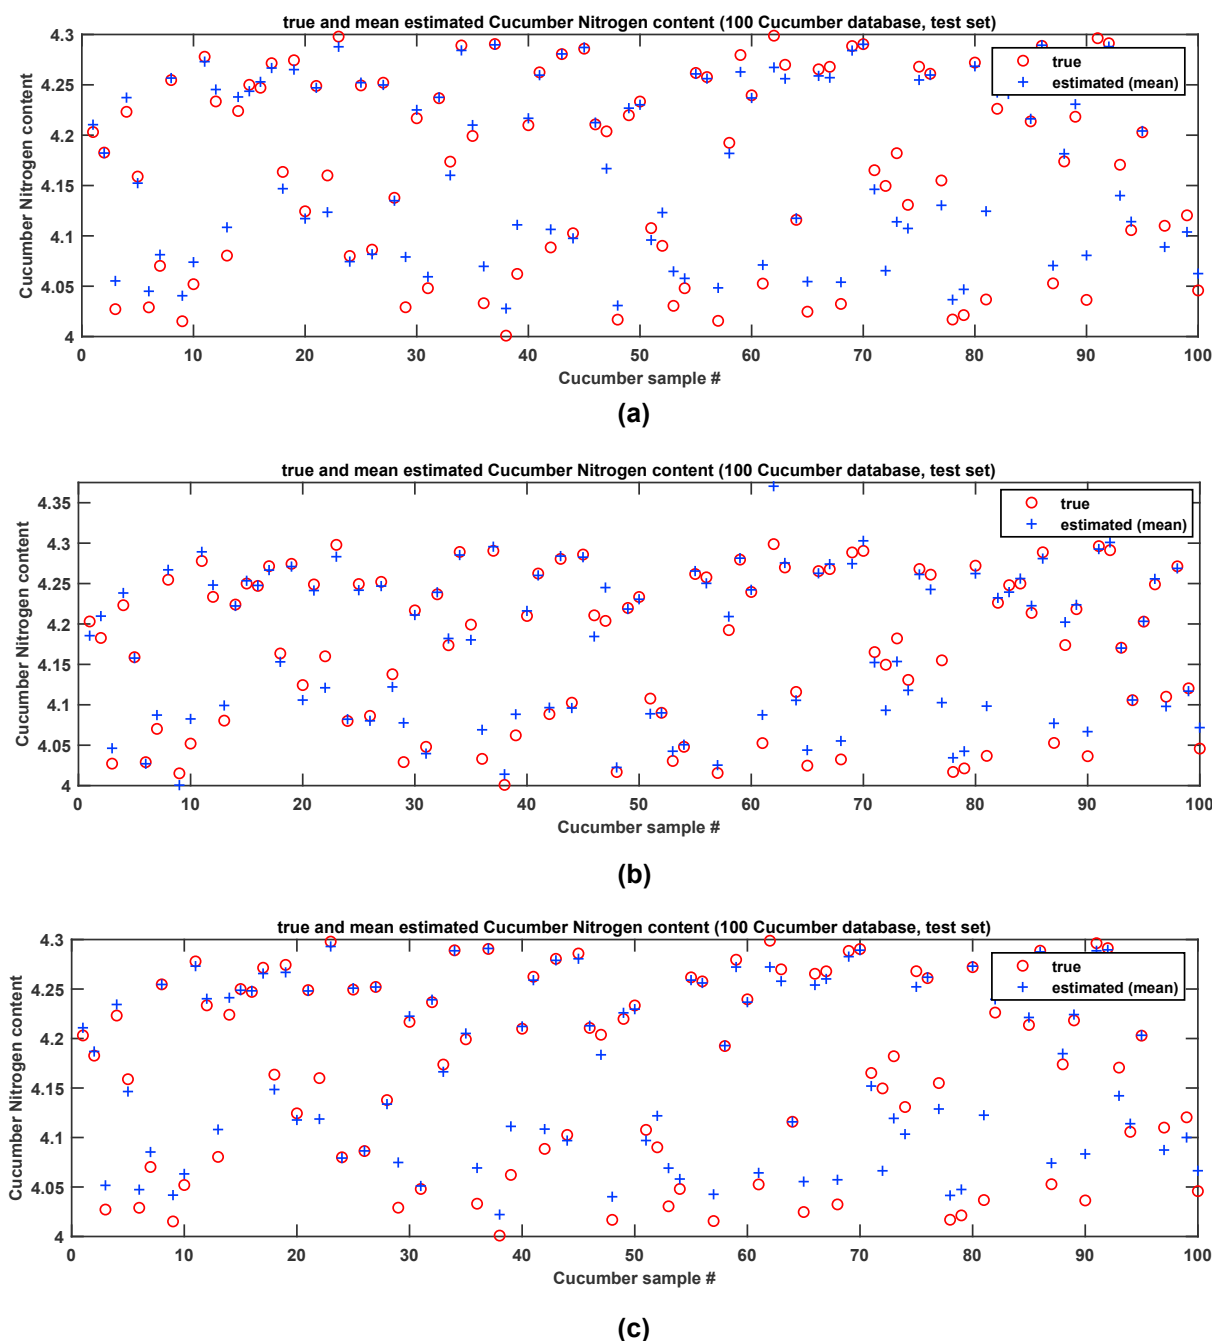 true and mean estimated Cucumber Nitrogen content (100 Cucumber database, test set)
4.3
4.25
4.2
4.15
4.1
4.05
4
Cucumber Nitrogen content
true
estimated (mean)
0 10 20 30 40 50 60 70 80 90 100
Cucumber sample #
(a)
true and mean estimated Cucumber Nitrogen content (100 Cucumber database, test set)
4.35
4.3
4.25
4.2
4.15
4.1
4.05
4
Cucumber Nitrogen content
true
estimated (mean)
0 10 20 30 40 50 60 70 80 90 100
Cucumber sample #
(b)
true and mean estimated Cucumber Nitrogen content (100 Cucumber database, test set)
4.3
4.25
4.2
4.15
4.1
4.05
4
Cucumber Nitrogen content
true
estimated (mean)
0 10 20 30 40 50 60 70 80 90 100
Cucumber sample #
(c)